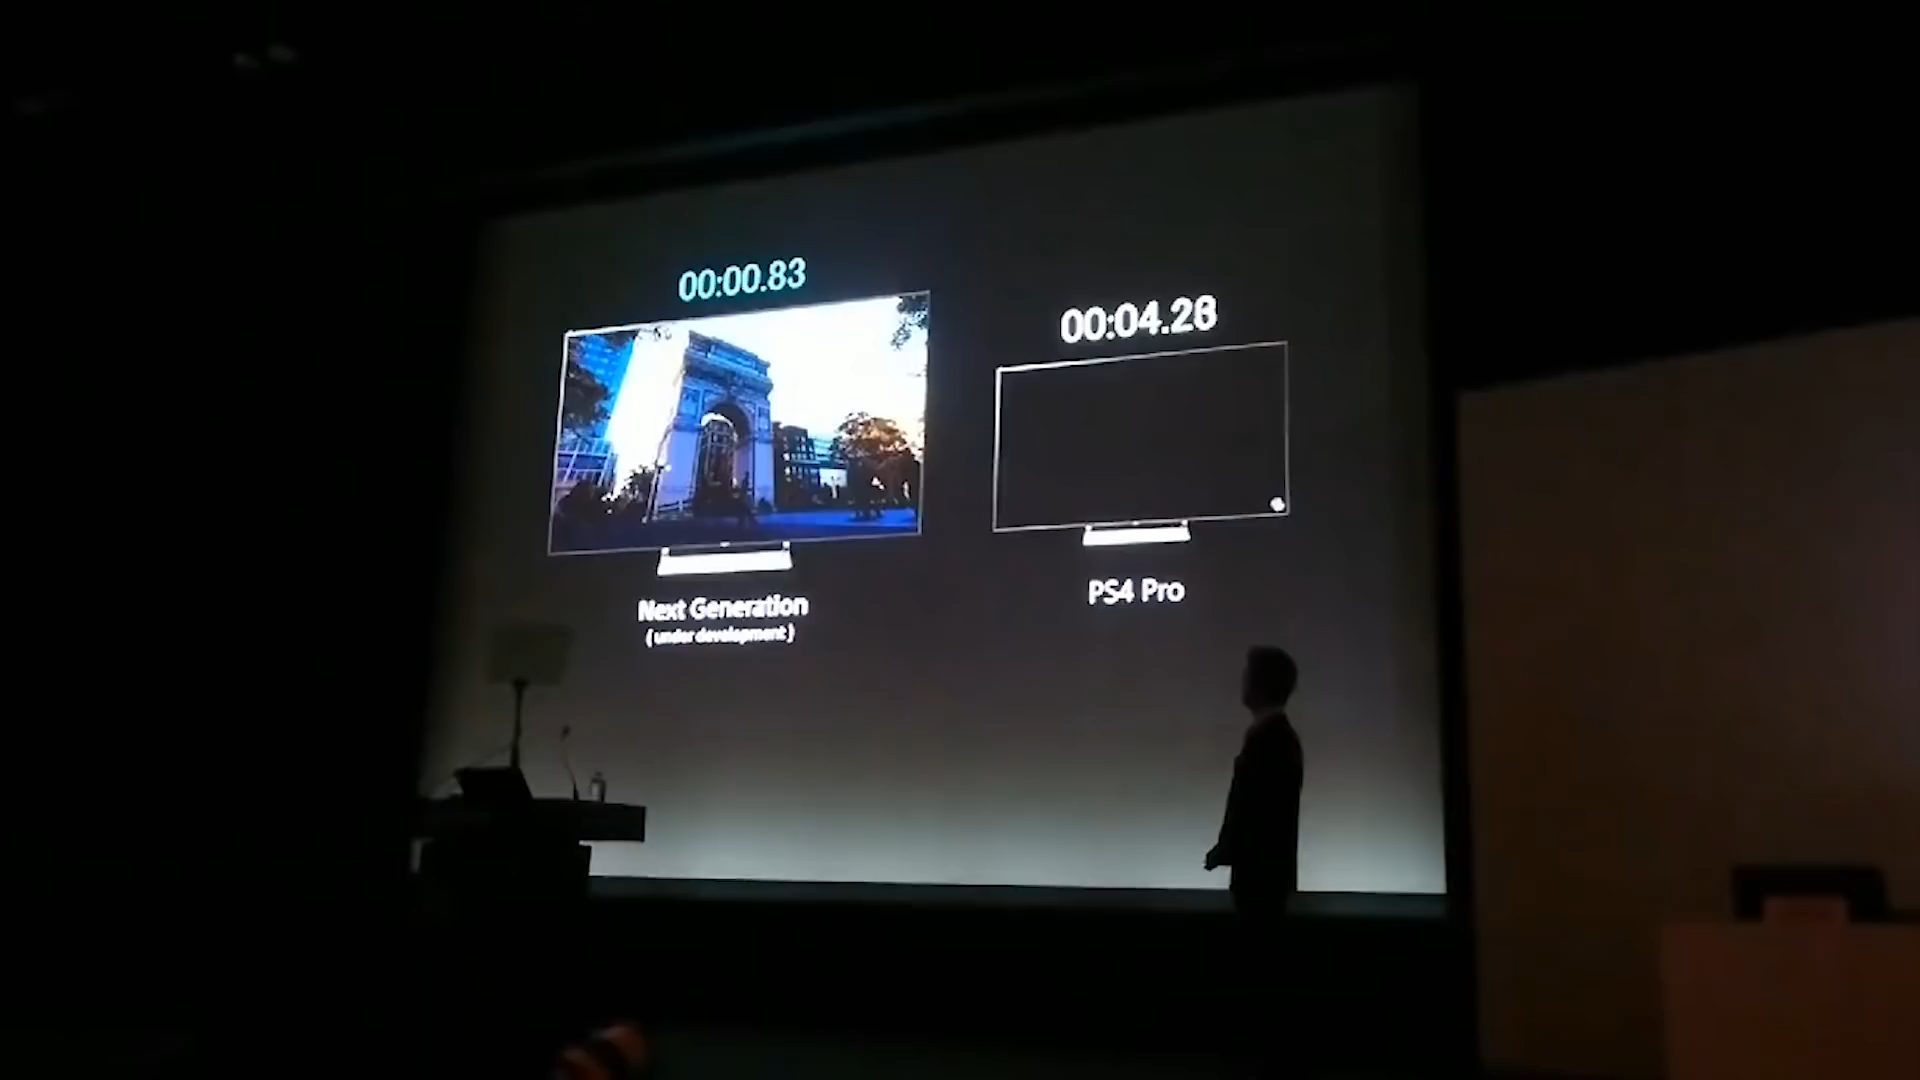 00:00.83
00:04.28
Next Generation
(under development)
PS4 Pro